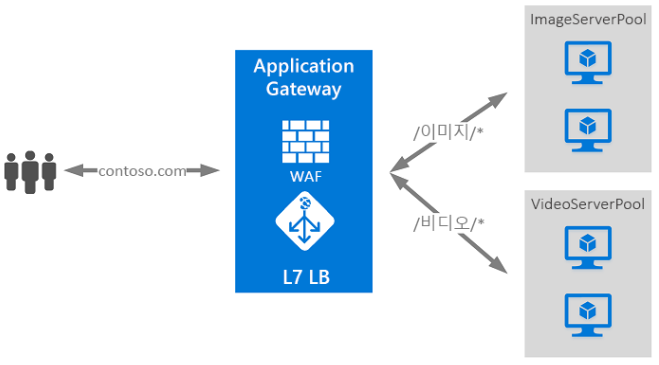 ImageServerPool
Application
Gateway
/이미지/*
WAF
contoso.com
VideoServerPool
/비디오/*
L7 LB